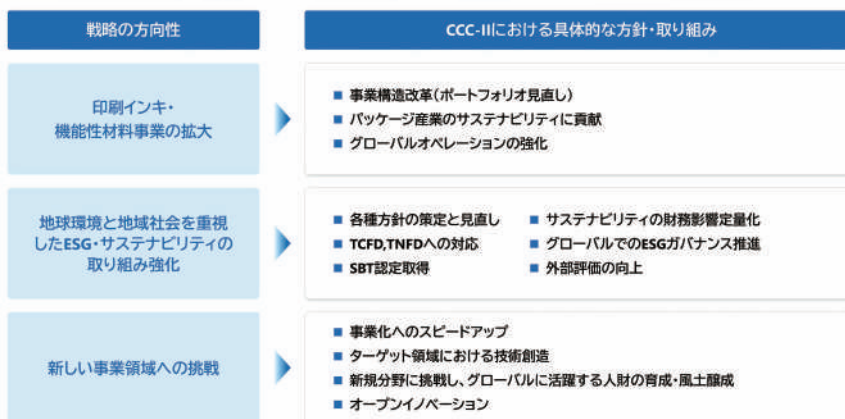 戦略の方向性
CCC-IIにおける具体的な方針・取り組み
印刷インキ・
機能性材料事業の拡大
■ 事業構造改革（ポートフォリオ見直し）
■ パッケージ産業のサステナビリティに貢献
■ グローバルオペレーションの強化
地球環境と地域社会を重視
したESG・サステナビリティの
取り組み強化
■ 各種方針の策定と見直し
■ TCFD,TNFDへの対応
■ SBT認定取得
■ サステナビリティの財務影響定量化
■ グローバルでのESGガバナンス推進
■ 外部評価の向上
新しい事業領域への挑戦
■ 事業化へのスピードアップ
■ ターゲット領域における技術創造
■ 新規分野に挑戦し、グローバルに活躍する人財の育成・風土醸成
■ オープンイノベーション